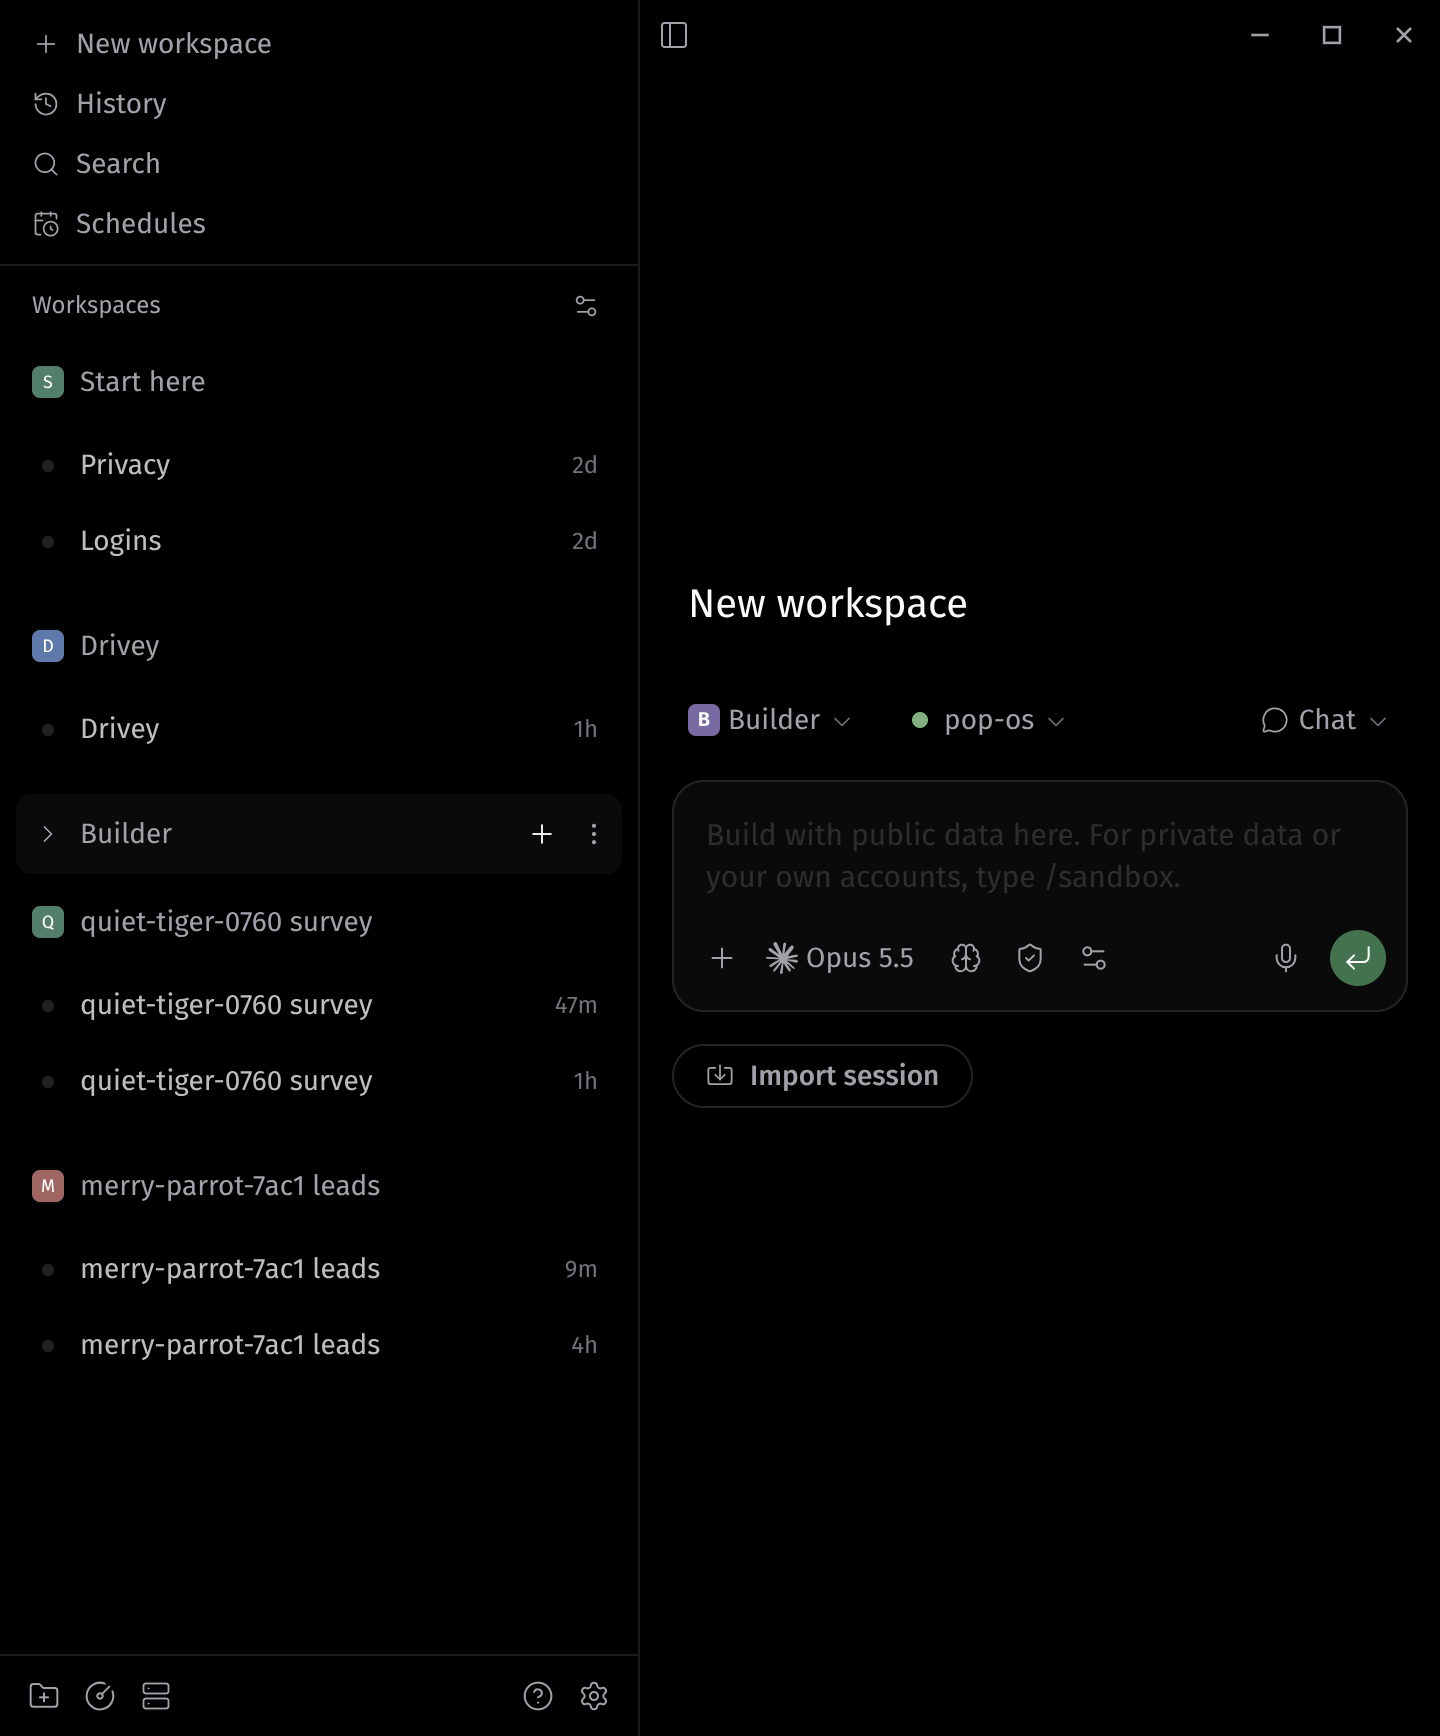 New workspace
History
Search
Schedules
Workspaces
S Start here
Privacy 2d
Logins 2d
D Drivey
Drivey 1h
Builder
Q quiet-tiger-0760 survey
quiet-tiger-0760 survey 47m
quiet-tiger-0760 survey 1h
M merry-parrot-7ac1 leads
merry-parrot-7ac1 leads 9m
merry-parrot-7ac1 leads 4h
New workspace
B Builder pop-os Chat
Build with public data here. For private data or
your own accounts, type /sandbox.
Opus 5.5
Import session